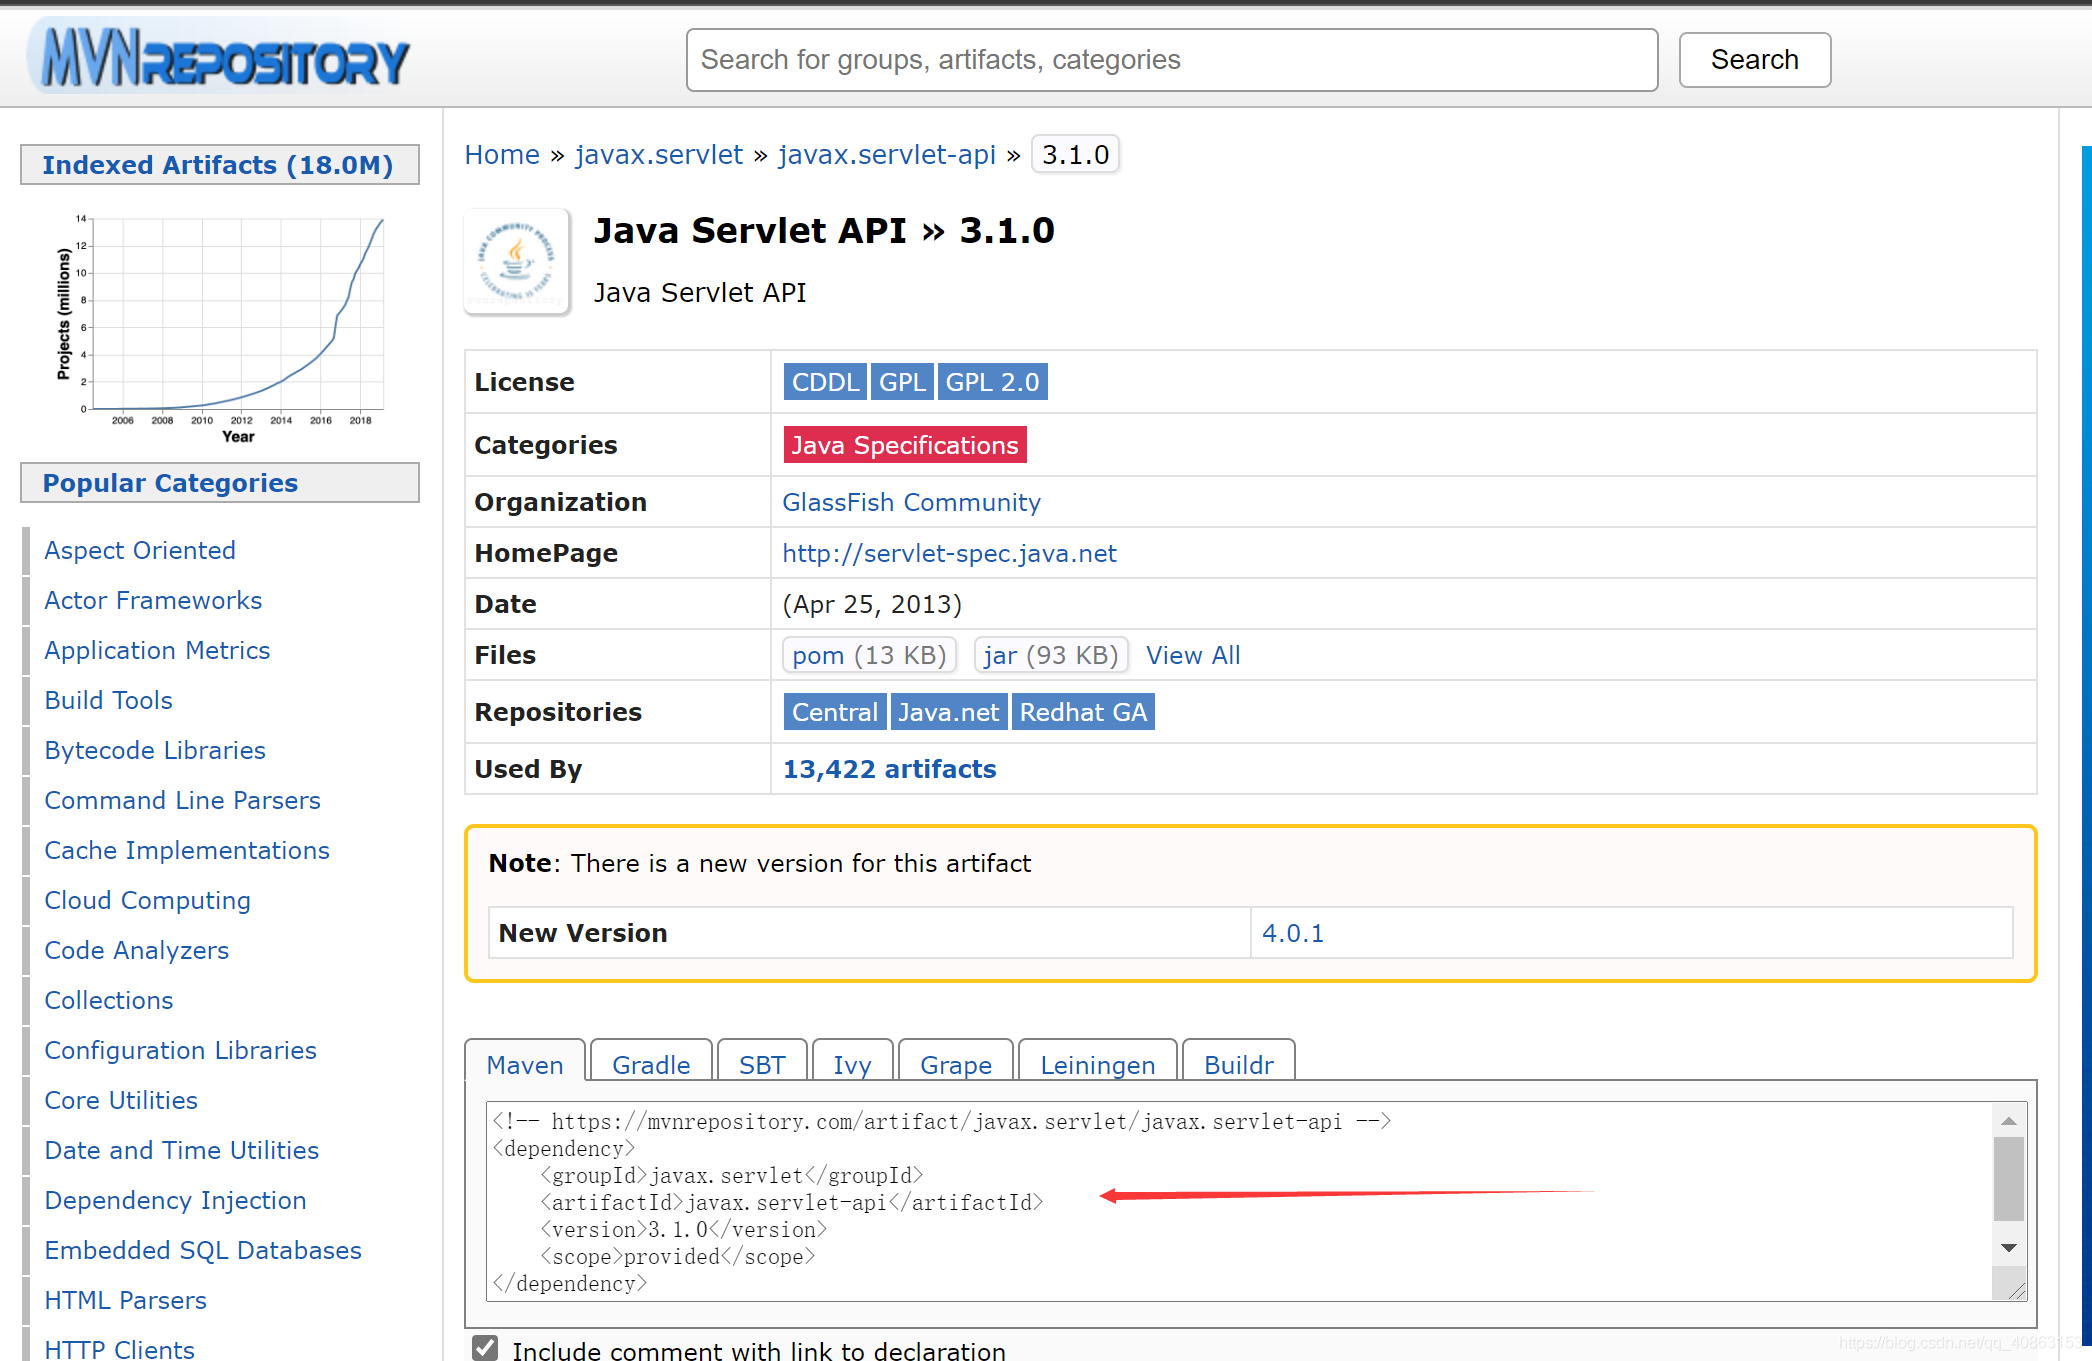 MVNREPOSITORY
Search for groups, artifacts, categories
Search
Indexed Artifacts (18.0M)
Projects (millions)
14
12
10
8
6
4
2
0
2006 2008 2010 2012 2014 2016 2018
Year
Popular Categories
Aspect Oriented
Actor Frameworks
Application Metrics
Build Tools
Bytecode Libraries
Command Line Parsers
Cache Implementations
Cloud Computing
Code Analyzers
Collections
Configuration Libraries
Core Utilities
Date and Time Utilities
Dependency Injection
Embedded SQL Databases
HTML Parsers
HTTP Clients
Home » javax.servlet » javax.servlet-api » 3.1.0
JAVA COMMUNITY PROCESS
CELEBRATING 15 YEARS
Java Servlet API » 3.1.0
Java Servlet API
License CDDL GPL GPL 2.0
Categories Java Specifications
Organization GlassFish Community
HomePage http://servlet-spec.java.net
Date (Apr 25, 2013)
Files pom (13 KB) jar (93 KB) View All
Repositories Central Java.net Redhat GA
Used By 13,422 artifacts
Note: There is a new version for this artifact
New Version 4.0.1
Maven Gradle SBT Ivy Grape Leiningen Buildr
<!-- https://mvnrepository.com/artifact/javax.servlet/javax.servlet-api -->
<dependency>
    <groupId>javax.servlet</groupId>
    <artifactId>javax.servlet-api</artifactId>
    <version>3.1.0</version>
    <scope>provided</scope>
</dependency>
Include comment with link to declaration
https://blog.csdn.net/qq_40863153